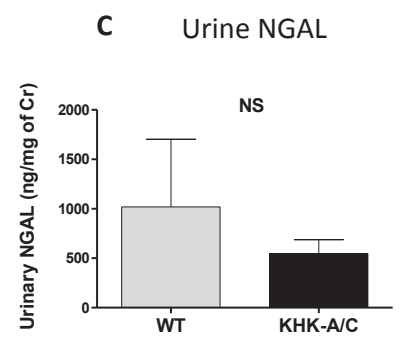 C Urine NGAL
NS
Urinary NGAL (ng/mg of Cr)
2000
1500
1000
500
0
WT KHK-A/C